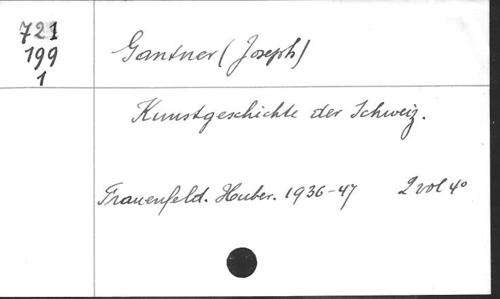 721
199
1
Gantner (Joseph)
Kunstgeschichte der Schweiz.
Frauenfeld. Huber. 1936-47 2 vol 4°